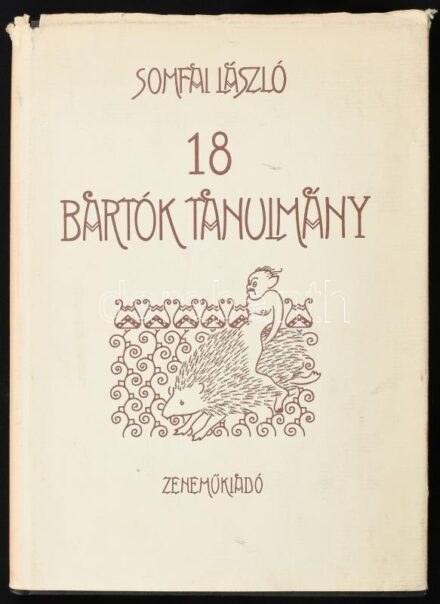 SOMFAI LÁSZLÓ
18
BARTÓK TANULMÁNY
ZENEMŰKIADÓ